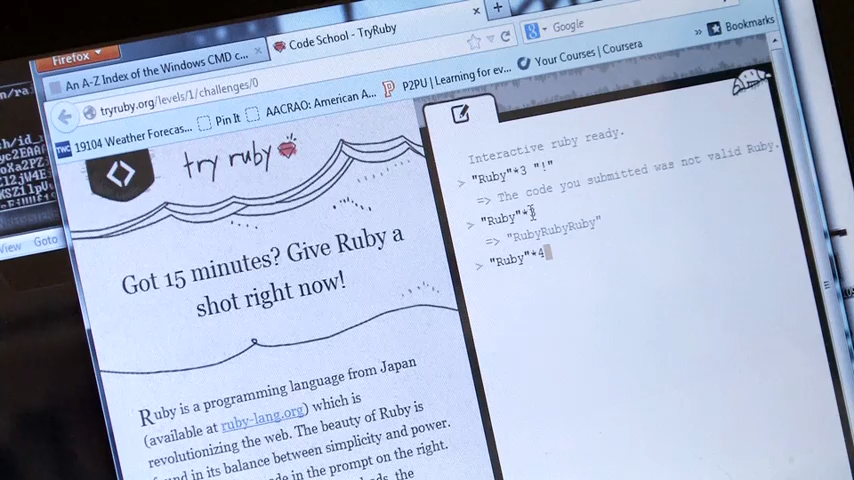 Firefox
An A-Z Index of the Windows CMD c...
Code School - TryRuby
tryruby.org/levels/1/challenges/0
Google
Bookmarks
19104 Weather Forecas...
Pin It
AACRAO: American A...
P2PU | Learning for ev...
Your Courses | Coursera
try ruby
Got 15 minutes? Give Ruby a
shot right now!
Ruby is a programming language from Japan
(available at ruby-lang.org) which is
revolutionizing the web. The beauty of Ruby is
found in its balance between simplicity and power.
Interactive ruby ready.
> "Ruby"*3 "!"
=> The code you submitted was not valid Ruby.
> "Ruby"*3
=> "RubyRubyRuby"
> "Ruby"*4
View Goto